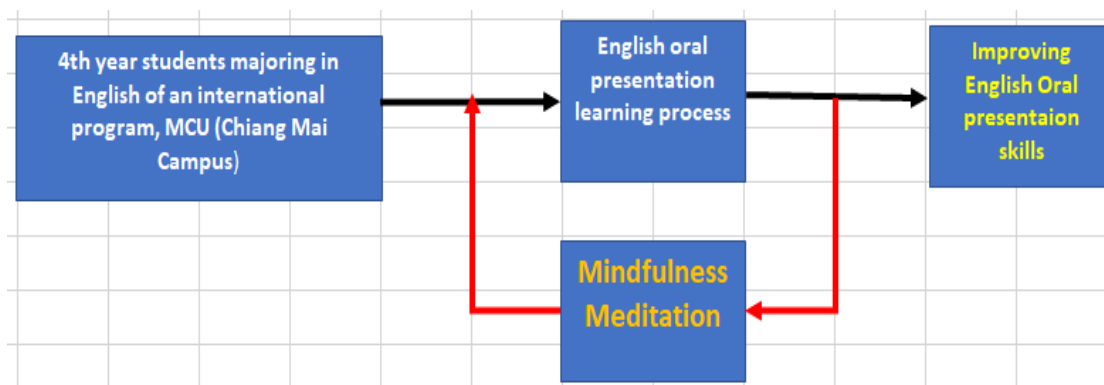 4th year students majoring in
English of an international
program, MCU (Chiang Mai
Campus)
English oral
presentation
learning process
Improving
English Oral
presentaion
skills
Mindfulness
Meditation